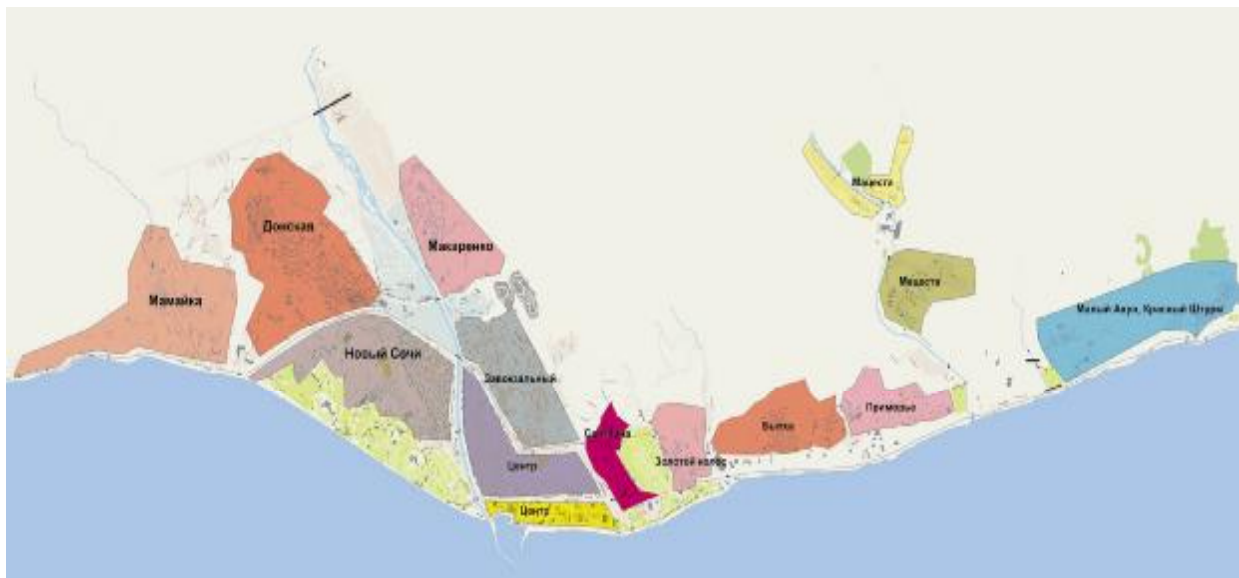 Мацеста
Донская
Макаренко
Мацеста
Мамайка
Малый Ахун, Красный Штурм
Новый Сочи
Завокзальный
Приморье
Бытха
Светлана
Золотой колос
Центр
Центр